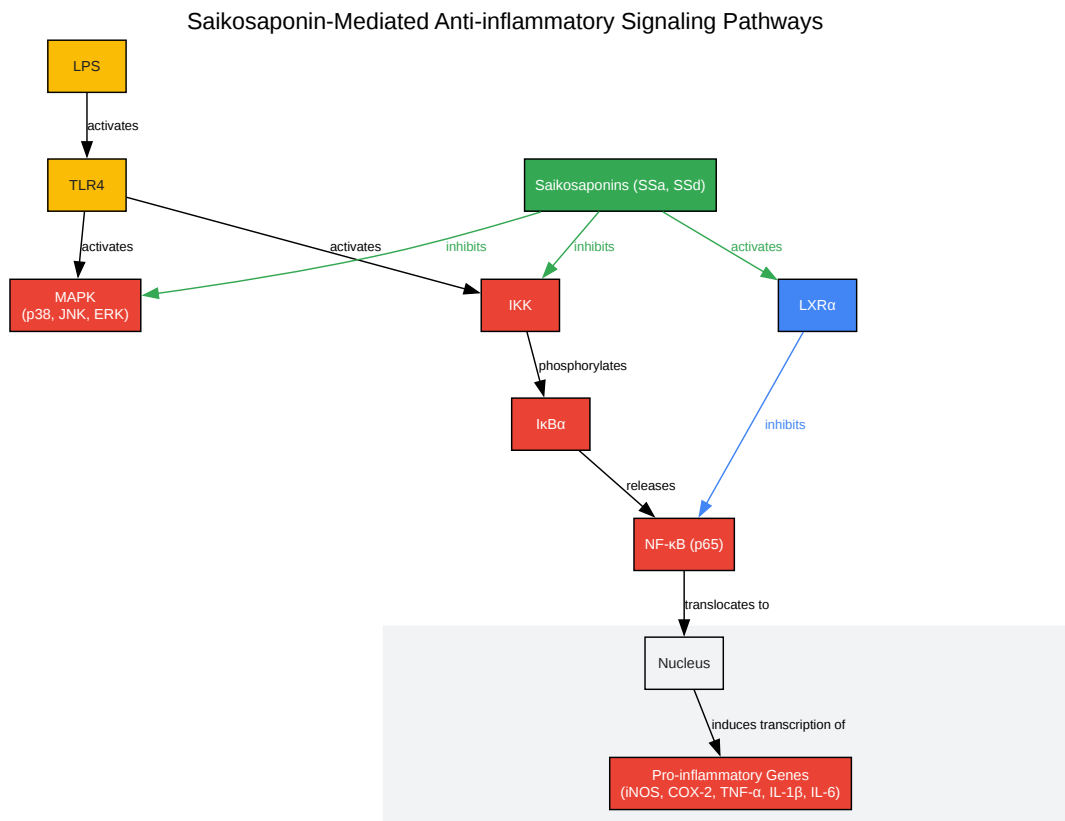 Saikosaponin-Mediated Anti-inflammatory Signaling Pathways
LPS
activates
TLR4
Saikosaponins (SSa, SSd)
activates
activates
inhibits
inhibits
activates
MAPK
(p38, JNK, ERK)
IKK
LXRα
phosphorylates
IκBα
inhibits
releases
NF-κB (p65)
translocates to
Nucleus
induces transcription of
Pro-inflammatory Genes
(iNOS, COX-2, TNF-α, IL-1β, IL-6)